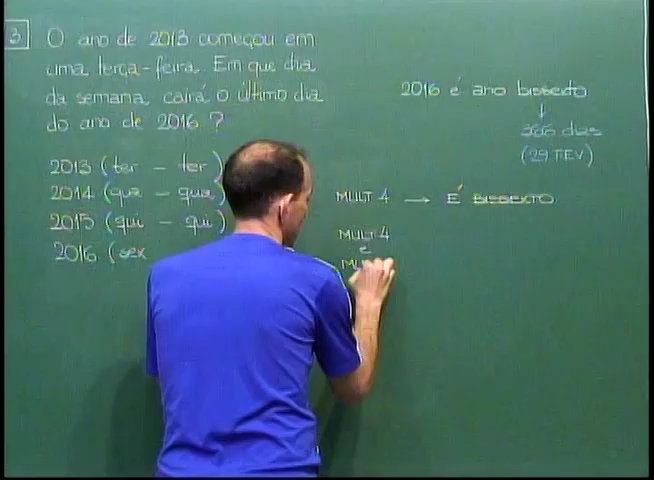 3 O ano de 2013 começou em
uma terça-feira. Em que dia
da semana cairá o último dia
do ano de 2016 ?
2013 (ter - ter)
2014 (qua - qua)
2015 (qui - qui)
2016 (sex
2016 é ano bissexto
366 dias
(29 FEV)
MULT 4 → É BISSEXTO
MULT 4
e